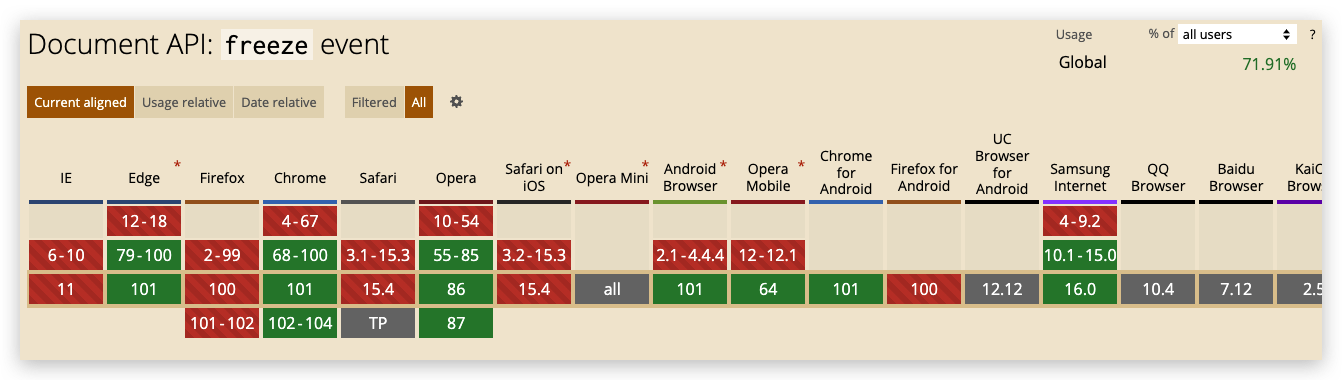 Document API: freeze event
Usage % of all users ?
Global 71.91%
Current aligned Usage relative Date relative Filtered All
IE Edge * Firefox Chrome Safari Opera Safari on iOS * Opera Mini * Android Browser * Opera Mobile * Chrome for Android Firefox for Android UC Browser for Android Samsung Internet QQ Browser Baidu Browser
12-18 4-67 10-54 4-9.2
6-10 79-100 2-99 68-100 3.1-15.3 55-85 3.2-15.3 2.1-4.4.4 12-12.1 10.1-15.0
11 101 100 101 15.4 86 15.4 all 101 64 101 100 12.12 16.0 10.4 7.12 2.5
101-102 102-104 TP 87